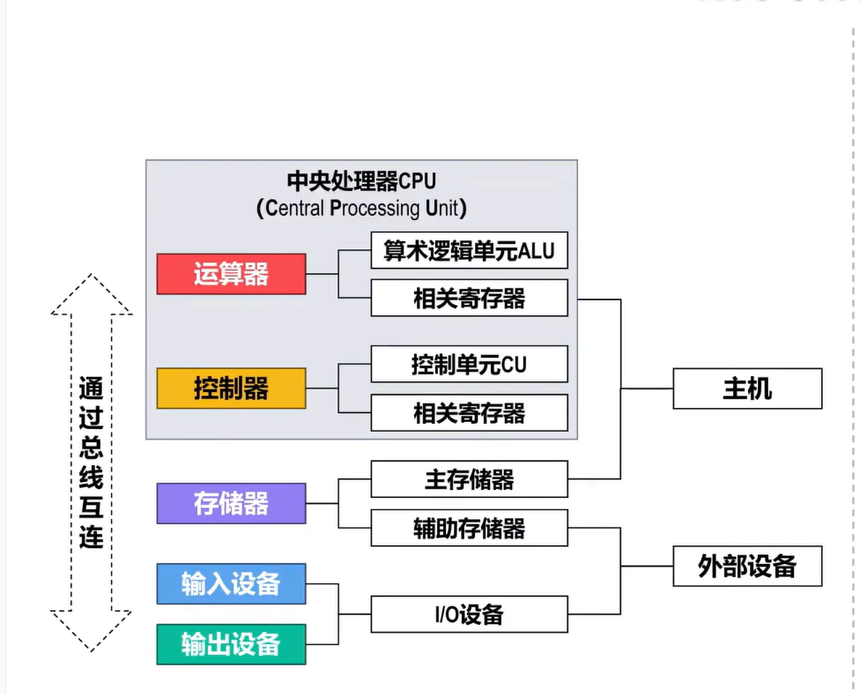 中央处理器CPU
(Central Processing Unit)
运算器
算术逻辑单元ALU
相关寄存器
控制器
控制单元CU
相关寄存器
主机
存储器
主存储器
辅助存储器
外部设备
输入设备
输出设备
I/O设备
通过总线互连